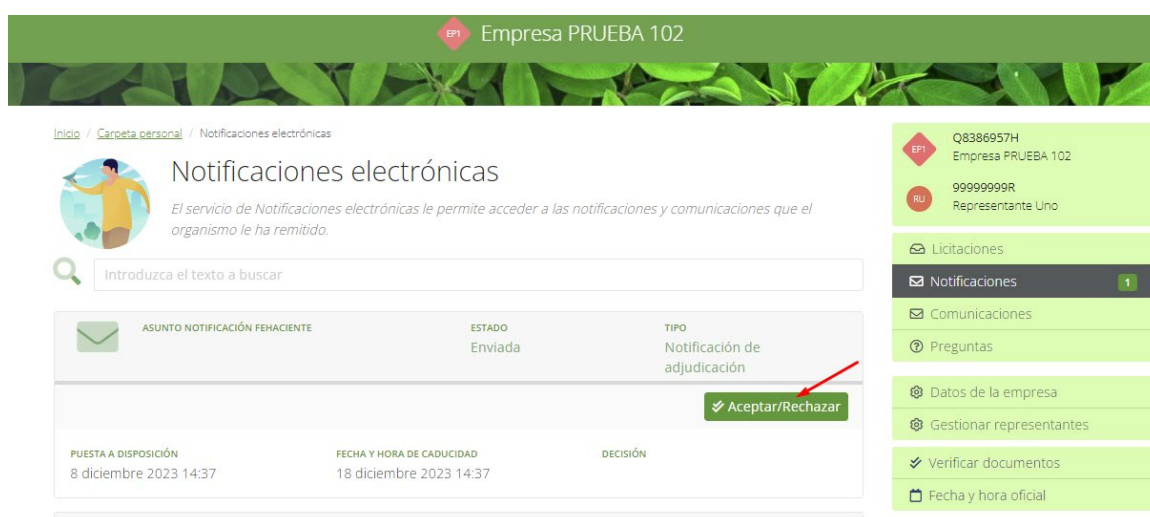 EP1 Empresa PRUEBA 102
Inicio / Carpeta personal / Notificaciones electrónicas
Notificaciones electrónicas
El servicio de Notificaciones electrónicas le permite acceder a las notificaciones y comunicaciones que el
organismo le ha remitido.
Introduzca el texto a buscar
ASUNTO NOTIFICACIÓN FEHACIENTE
ESTADO
Enviada
TIPO
Notificación de
adjudicación
Aceptar/Rechazar
PUESTA A DISPOSICIÓN
8 diciembre 2023 14:37
FECHA Y HORA DE CADUCIDAD
18 diciembre 2023 14:37
DECISIÓN
EP1
Q8386957H
Empresa PRUEBA 102
RU
99999999R
Representante Uno
Licitaciones
Notificaciones 1
Comunicaciones
Preguntas
Datos de la empresa
Gestionar representantes
Verificar documentos
Fecha y hora oficial